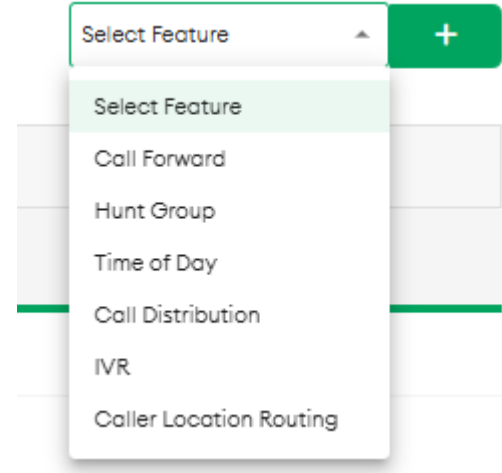 Select Feature
+
Select Feature
Call Forward
Hunt Group
Time of Day
Call Distribution
IVR
Caller Location Routing